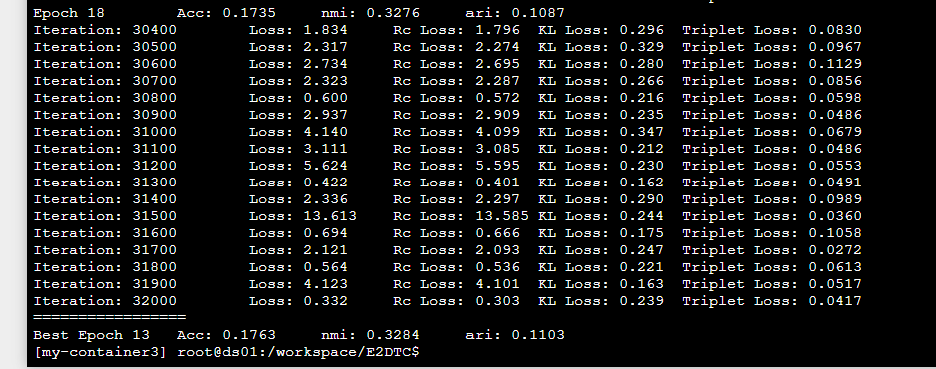 Epoch 18 Acc: 0.1735 nmi: 0.3276 ari: 0.1087
Iteration: 30400 Loss: 1.834 Rc Loss: 1.796 KL Loss: 0.296 Triplet Loss: 0.0830
Iteration: 30500 Loss: 2.317 Rc Loss: 2.274 KL Loss: 0.329 Triplet Loss: 0.0967
Iteration: 30600 Loss: 2.734 Rc Loss: 2.695 KL Loss: 0.280 Triplet Loss: 0.1129
Iteration: 30700 Loss: 2.323 Rc Loss: 2.287 KL Loss: 0.266 Triplet Loss: 0.0856
Iteration: 30800 Loss: 0.600 Rc Loss: 0.572 KL Loss: 0.216 Triplet Loss: 0.0598
Iteration: 30900 Loss: 2.937 Rc Loss: 2.909 KL Loss: 0.235 Triplet Loss: 0.0486
Iteration: 31000 Loss: 4.140 Rc Loss: 4.099 KL Loss: 0.347 Triplet Loss: 0.0679
Iteration: 31100 Loss: 3.111 Rc Loss: 3.085 KL Loss: 0.212 Triplet Loss: 0.0486
Iteration: 31200 Loss: 5.624 Rc Loss: 5.595 KL Loss: 0.230 Triplet Loss: 0.0553
Iteration: 31300 Loss: 0.422 Rc Loss: 0.401 KL Loss: 0.162 Triplet Loss: 0.0491
Iteration: 31400 Loss: 2.336 Rc Loss: 2.297 KL Loss: 0.290 Triplet Loss: 0.0989
Iteration: 31500 Loss: 13.613 Rc Loss: 13.585 KL Loss: 0.244 Triplet Loss: 0.0360
Iteration: 31600 Loss: 0.694 Rc Loss: 0.666 KL Loss: 0.175 Triplet Loss: 0.1058
Iteration: 31700 Loss: 2.121 Rc Loss: 2.093 KL Loss: 0.247 Triplet Loss: 0.0272
Iteration: 31800 Loss: 0.564 Rc Loss: 0.536 KL Loss: 0.221 Triplet Loss: 0.0613
Iteration: 31900 Loss: 4.123 Rc Loss: 4.101 KL Loss: 0.163 Triplet Loss: 0.0517
Iteration: 32000 Loss: 0.332 Rc Loss: 0.303 KL Loss: 0.239 Triplet Loss: 0.0417
=================
Best Epoch 13 Acc: 0.1763 nmi: 0.3284 ari: 0.1103
[my-container3] root@ds01:/workspace/E2DTC$